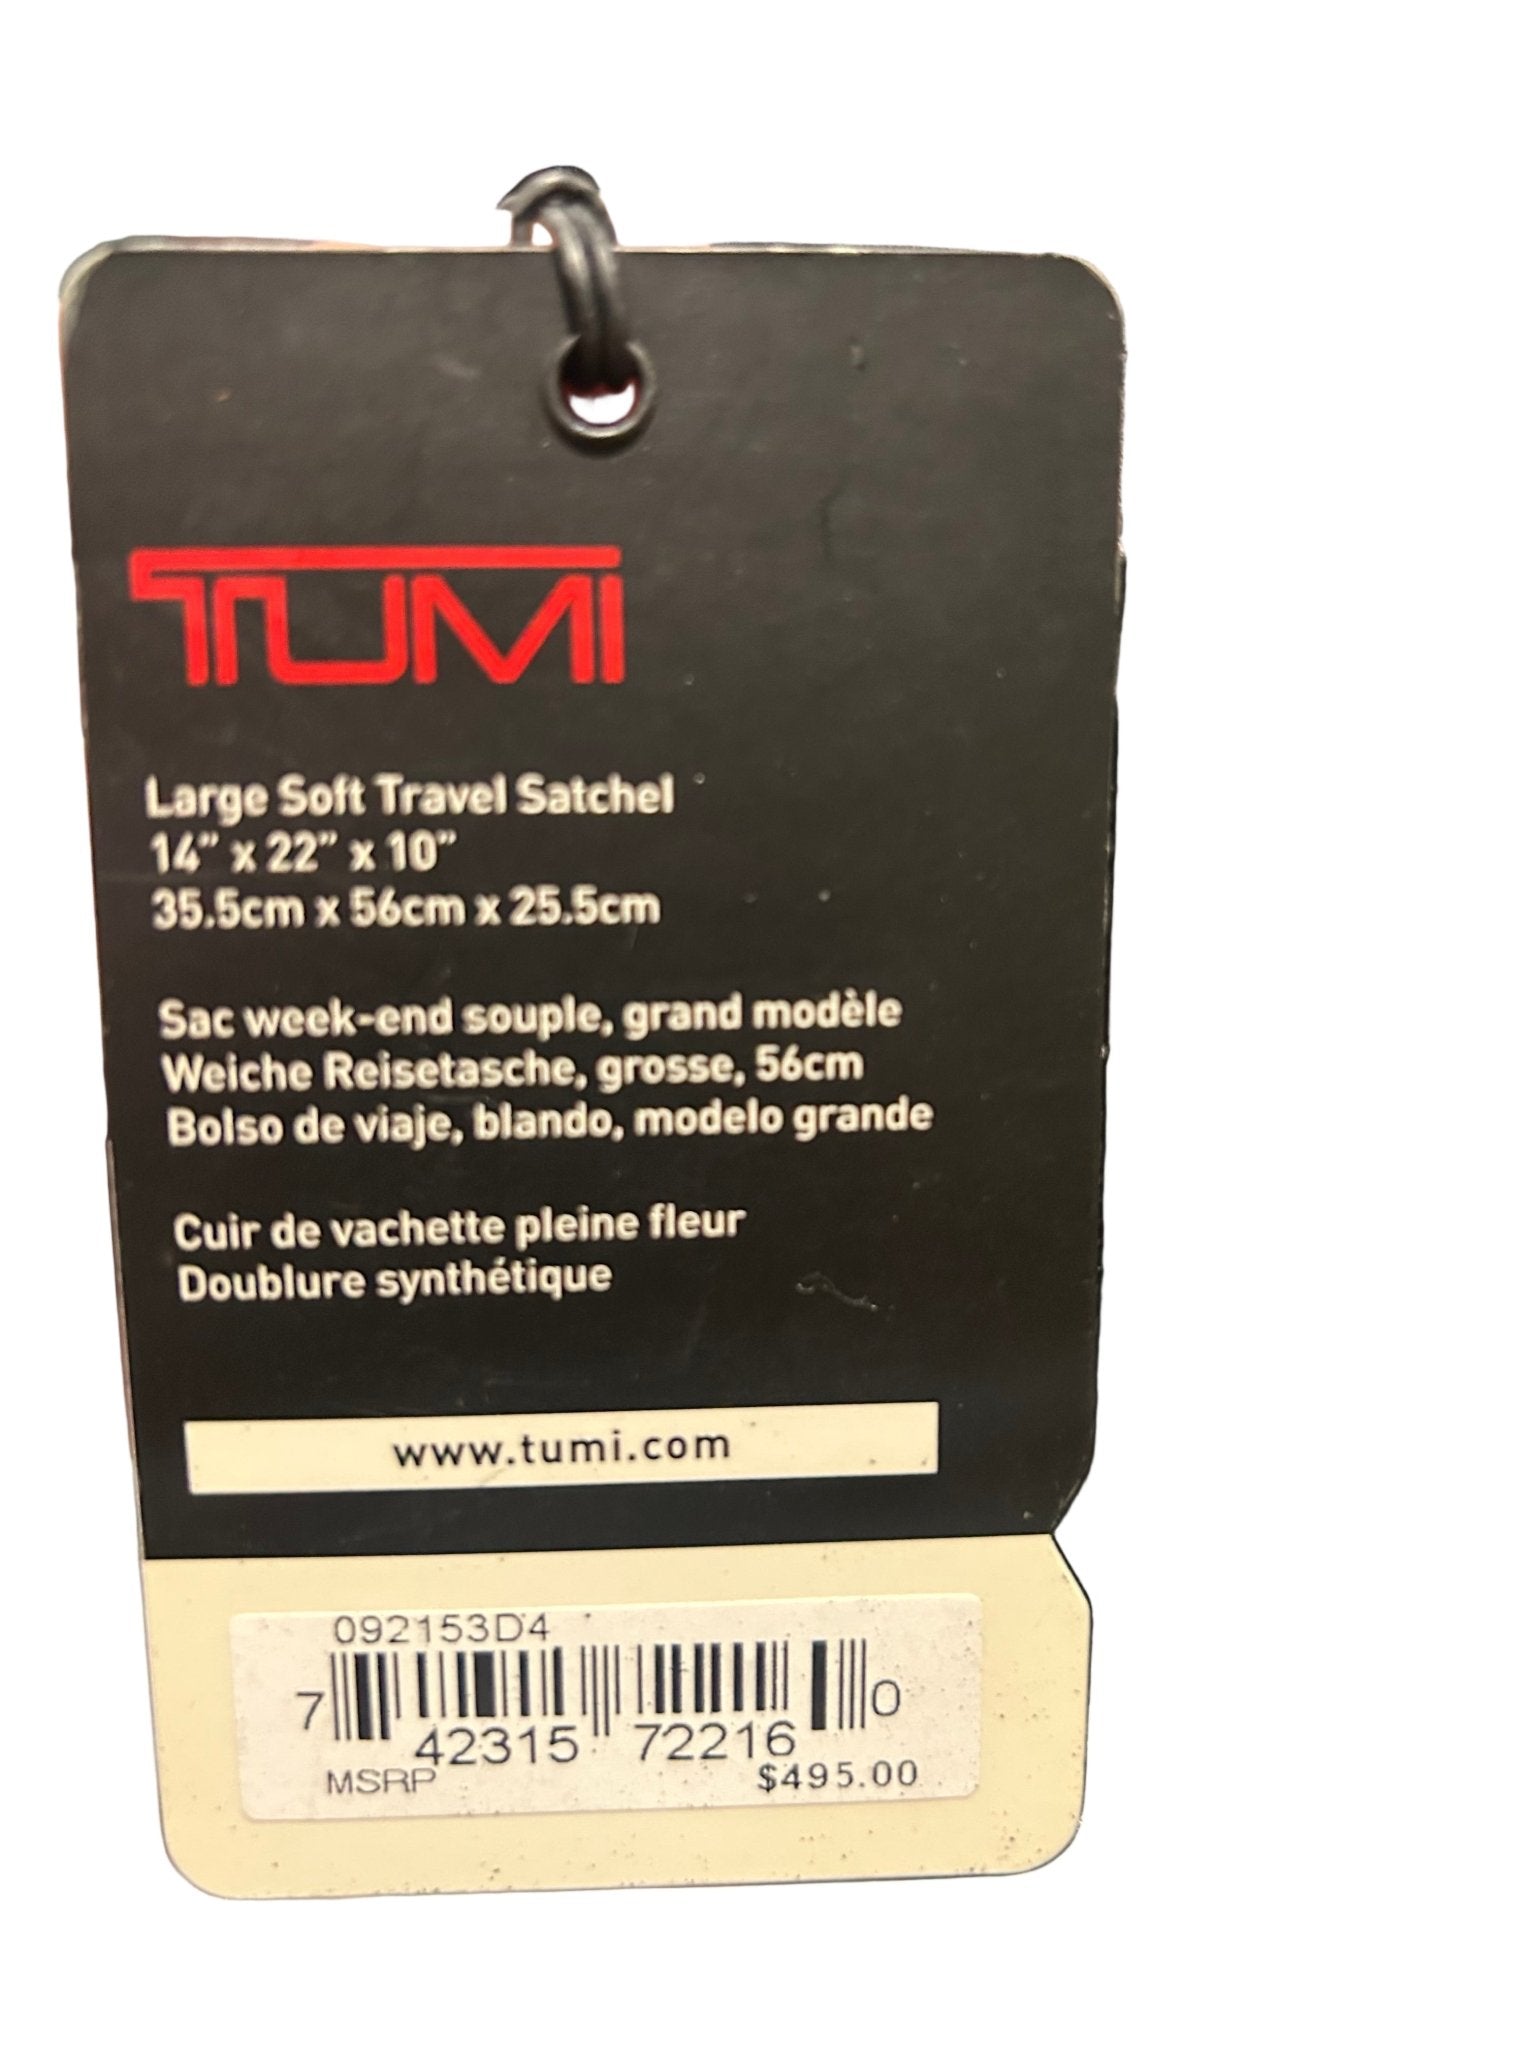 TUMI
Large Soft Travel Satchel
14” x 22” x 10”
35.5cm x 56cm x 25.5cm
Sac week-end souple, grand modèle
Weiche Reisetasche, grosse, 56cm
Bolso de viaje, blando, modelo grande
Cuir de vachette pleine fleur
Doublure synthétique
www.tumi.com
092153D4
7 42315 72216 0
MSRP $495.00